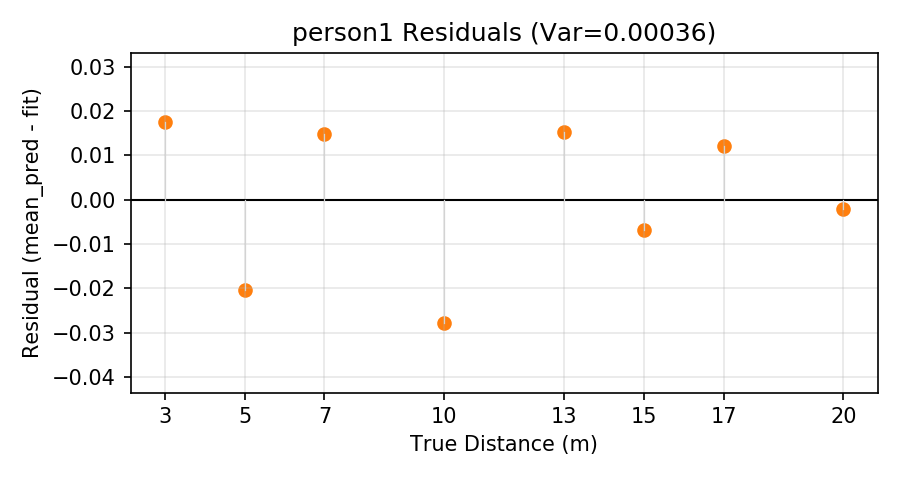 person1 Residuals (Var=0.00036)
Residual (mean_pred - fit)
0.03
0.02
0.01
0.00
−0.01
−0.02
−0.03
−0.04
3 5 7 10 13 15 17 20
True Distance (m)